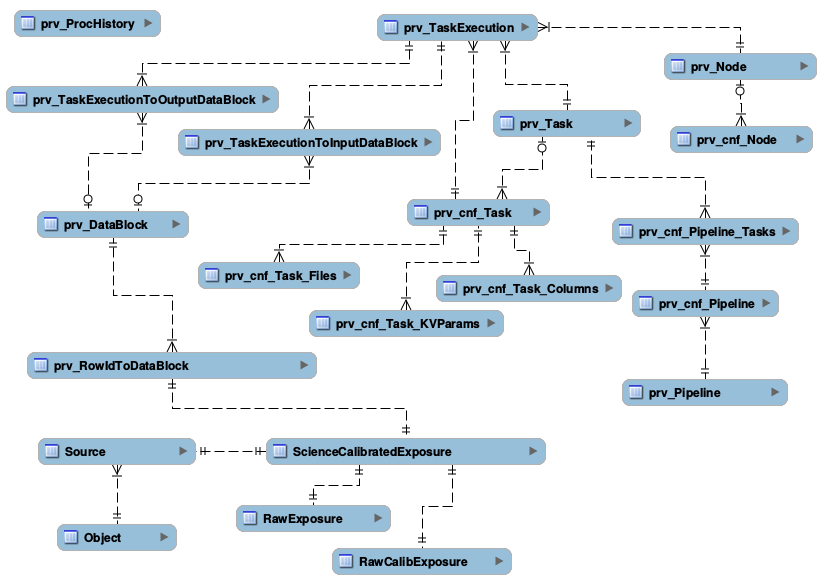 prv_ProcHistory
prv_TaskExecution
prv_Node
prv_TaskExecutionToOutputDataBlock
prv_Task
prv_TaskExecutionToInputDataBlock
prv_cnf_Node
prv_cnf_Task
prv_DataBlock
prv_cnf_Pipeline_Tasks
prv_cnf_Task_Files
prv_cnf_Task_Columns
prv_cnf_Pipeline
prv_cnf_Task_KVParams
prv_RowIdToDataBlock
prv_Pipeline
Source
ScienceCalibratedExposure
RawExposure
Object
RawCalibExposure